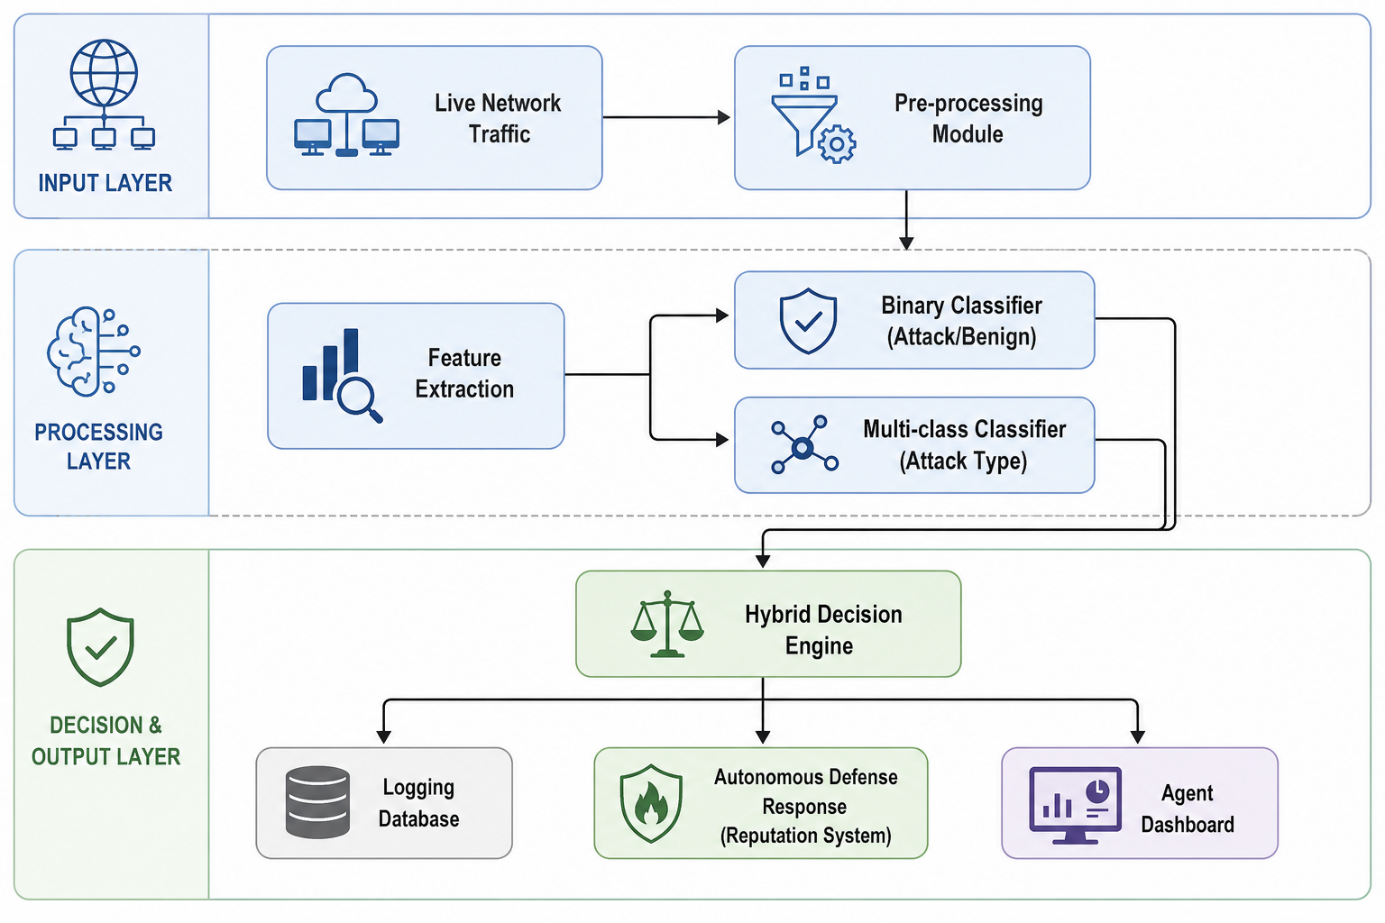 INPUT LAYER
Live Network
Traffic
Pre-processing
Module
PROCESSING
LAYER
Feature
Extraction
Binary Classifier
(Attack/Benign)
Multi-class Classifier
(Attack Type)
DECISION &
OUTPUT LAYER
Hybrid Decision
Engine
Logging
Database
Autonomous Defense
Response
(Reputation System)
Agent
Dashboard